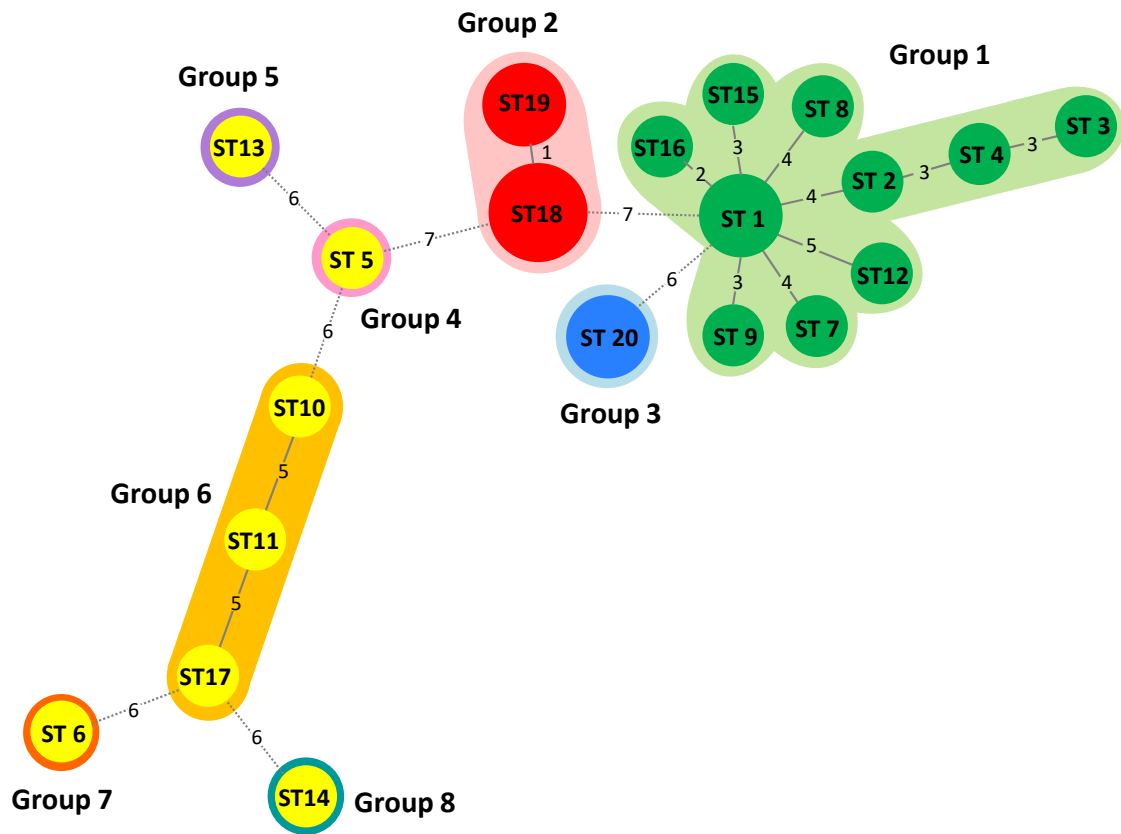 Group 2
Group 1
Group 5
ST19
ST15
ST 8
ST 3
ST13
1
3
4
3
ST 4
ST16
2
3
ST 2
4
6
ST18
7
ST 1
7
5
ST 5
6
3
4
ST12
Group 4
6
ST 20
ST 9
ST 7
ST10
Group 3
5
Group 6
ST11
5
ST17
6
ST 6
6
Group 7
ST14
Group 8